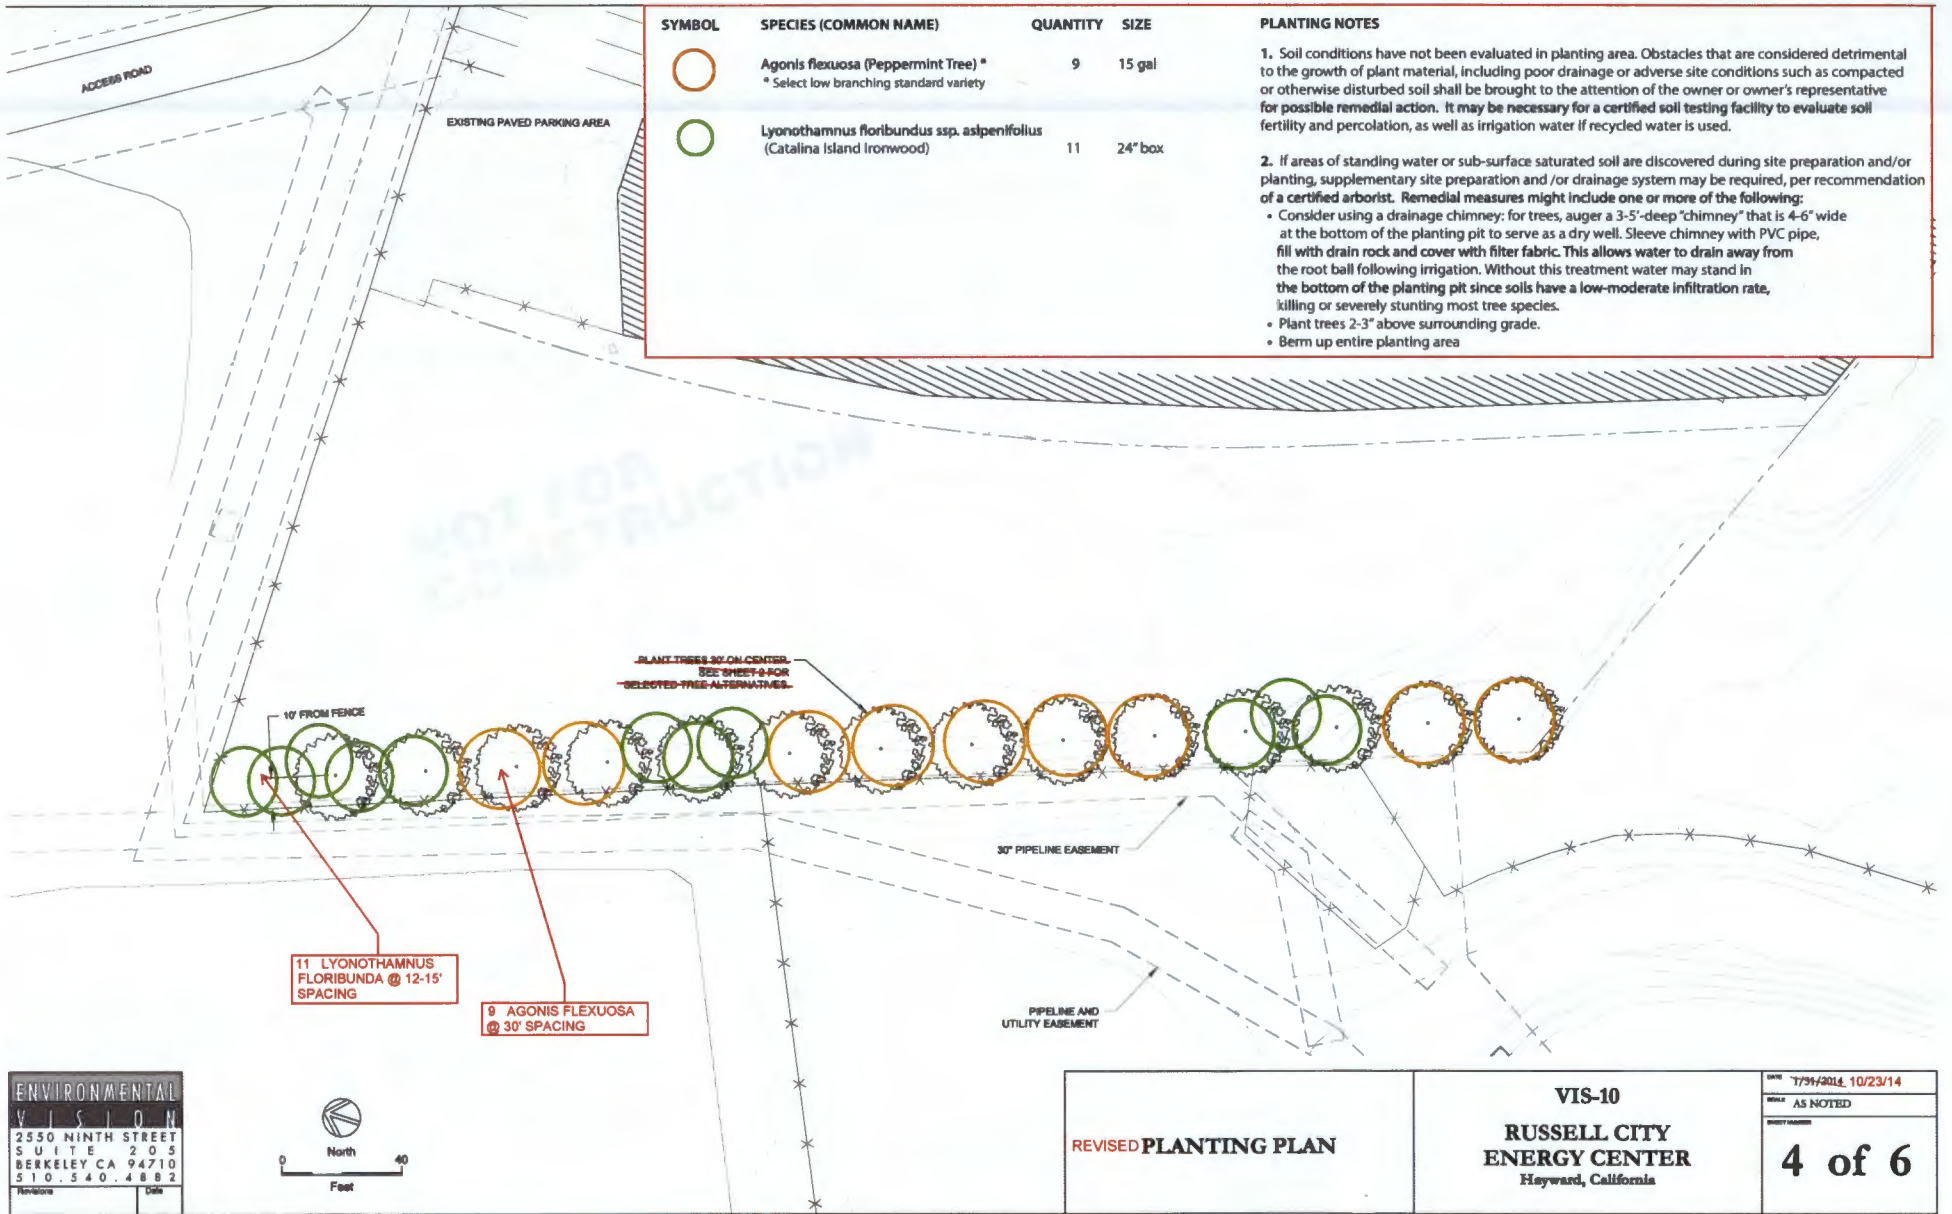 SYMBOL SPECIES (COMMON NAME) QUANTITY SIZE
Agonis flexuosa (Peppermint Tree) * 9 15 gal
* Select low branching standard variety
Lyonothamnus floribundus ssp. aslpenifolius
(Catalina Island Ironwood) 11 24" box
PLANTING NOTES
1. Soil conditions have not been evaluated in planting area. Obstacles that are considered detrimental
to the growth of plant material, including poor drainage or adverse site conditions such as compacted
or otherwise disturbed soil shall be brought to the attention of the owner or owner's representative
for possible remedial action. It may be necessary for a certified soil testing facility to evaluate soil
fertility and percolation, as well as irrigation water if recycled water is used.
2. If areas of standing water or sub-surface saturated soil are discovered during site preparation and/or
planting, supplementary site preparation and /or drainage system may be required, per recommendation
of a certified arborist. Remedial measures might include one or more of the following:
• Consider using a drainage chimney: for trees, auger a 3-5'-deep "chimney" that is 4-6" wide
at the bottom of the planting pit to serve as a dry well. Sleeve chimney with PVC pipe,
fill with drain rock and cover with filter fabric. This allows water to drain away from
the root ball following irrigation. Without this treatment water may stand in
the bottom of the planting pit since soils have a low-moderate infiltration rate,
killing or severely stunting most tree species.
• Plant trees 2-3" above surrounding grade.
• Berm up entire planting area
ACCESS ROAD
EXISTING PAVED PARKING AREA
NOT FOR
CONSTRUCTION
PLANT TREES 30' ON CENTER.
SEE SHEET 2 FOR
SELECTED TREE ALTERNATIVES.
10' FROM FENCE
30" PIPELINE EASEMENT
11 LYONOTHAMNUS
FLORIBUNDA @ 12-15'
SPACING
9 AGONIS FLEXUOSA
@ 30' SPACING
PIPELINE AND
UTILITY EASEMENT
ENVIRONMENTAL
VISION
2550 NINTH STREET
SUITE 205
BERKELEY CA 94710
510.540.4882
Revisions Date
North
0 40
Feet
REVISED PLANTING PLAN
VIS-10
RUSSELL CITY
ENERGY CENTER
Hayward, California
DATE 7/31/2014 10/23/14
SCALE AS NOTED
SHEET NUMBER
4 of 6